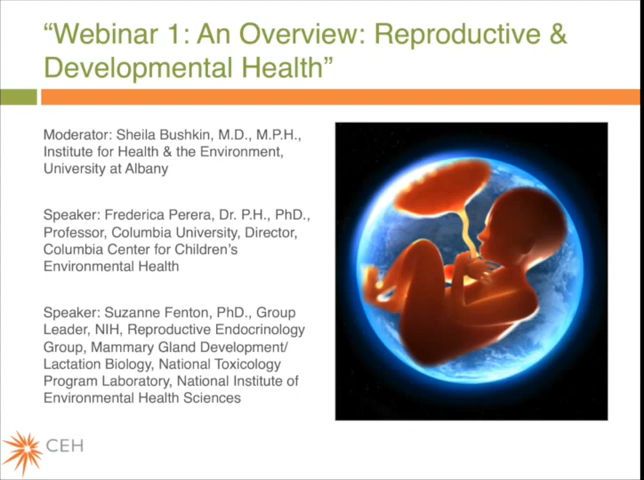 “Webinar 1: An Overview: Reproductive &
Developmental Health”
Moderator: Sheila Bushkin, M.D., M.P.H.,
Institute for Health & the Environment,
University at Albany
Speaker: Frederica Perera, Dr. P.H., PhD.,
Professor, Columbia University, Director,
Columbia Center for Children’s
Environmental Health
Speaker: Suzanne Fenton, PhD., Group
Leader, NIH, Reproductive Endocrinology
Group, Mammary Gland Development/
Lactation Biology, National Toxicology
Program Laboratory, National Institute of
Environmental Health Sciences
CEH